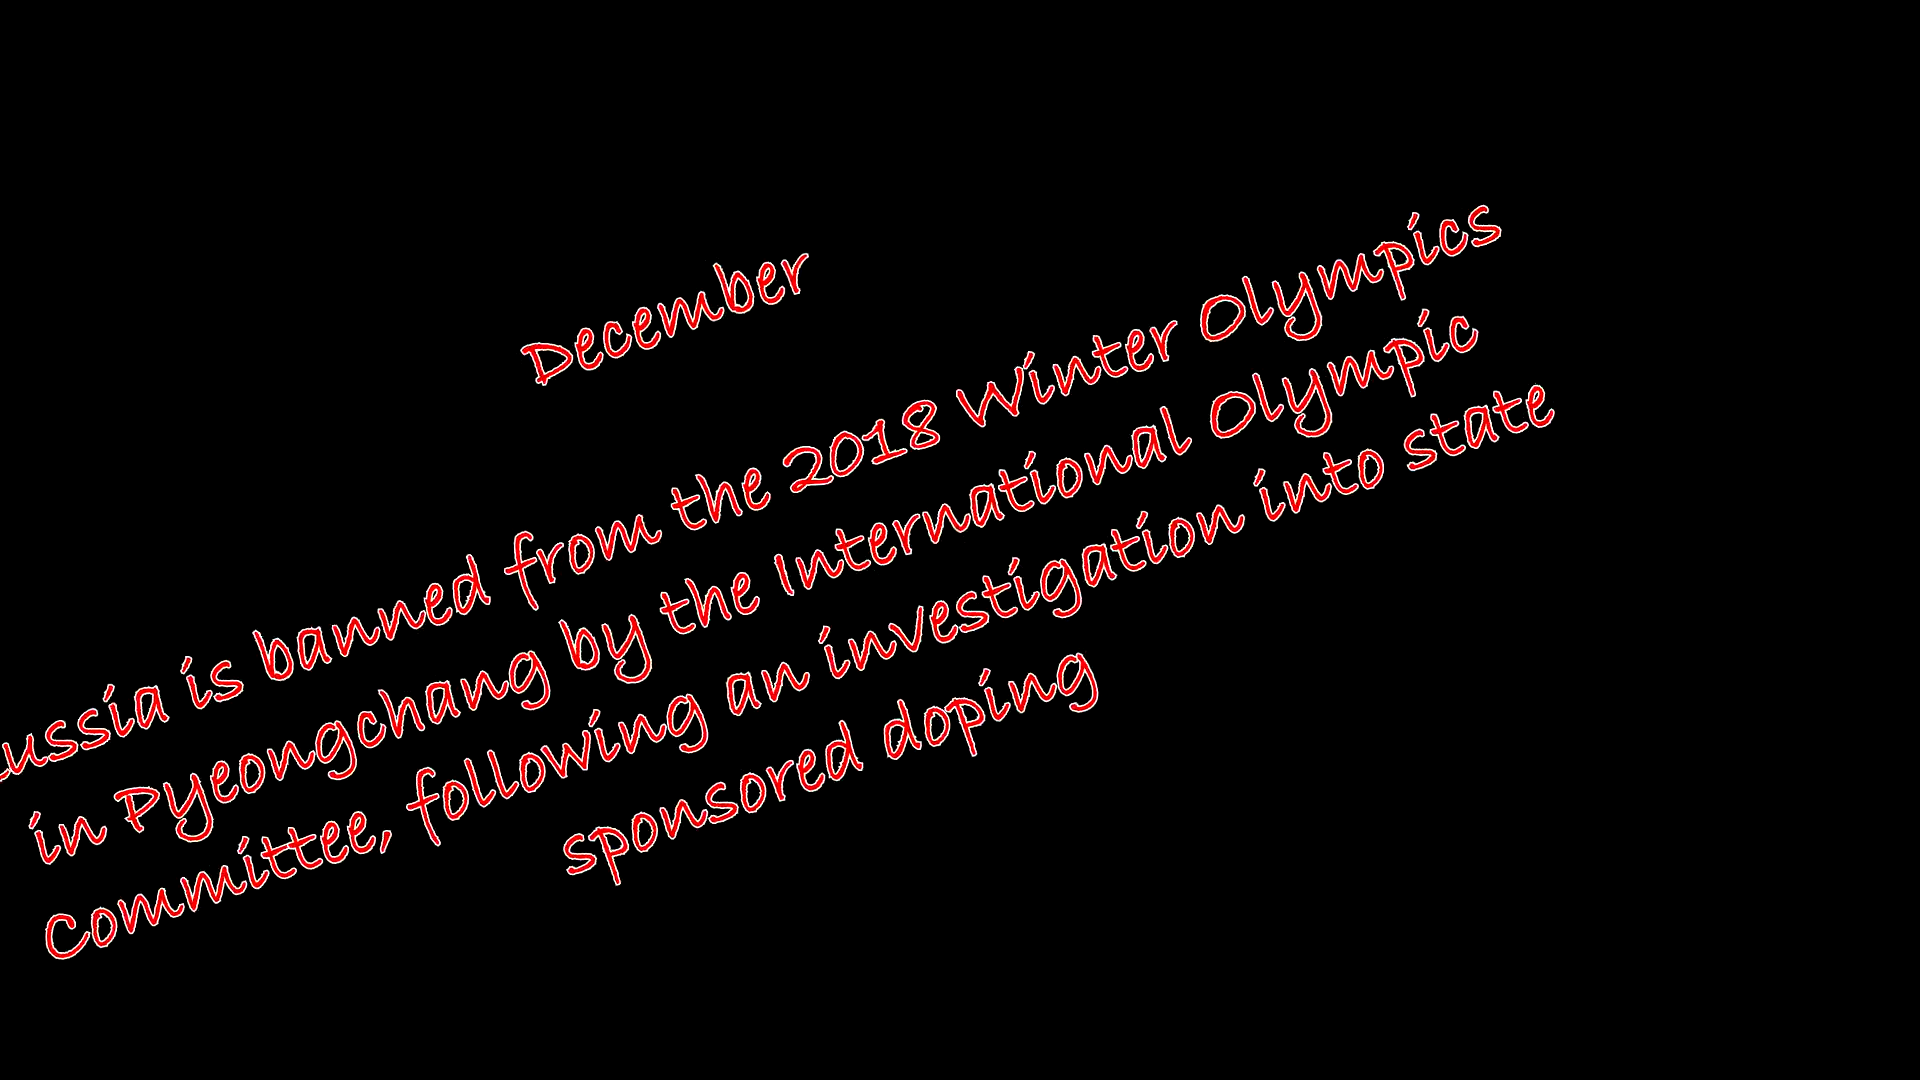 December
Russia is banned from the 2018 Winter Olympics
in Pyeongchang by the International Olympic
Committee, following an investigation into state
sponsored doping